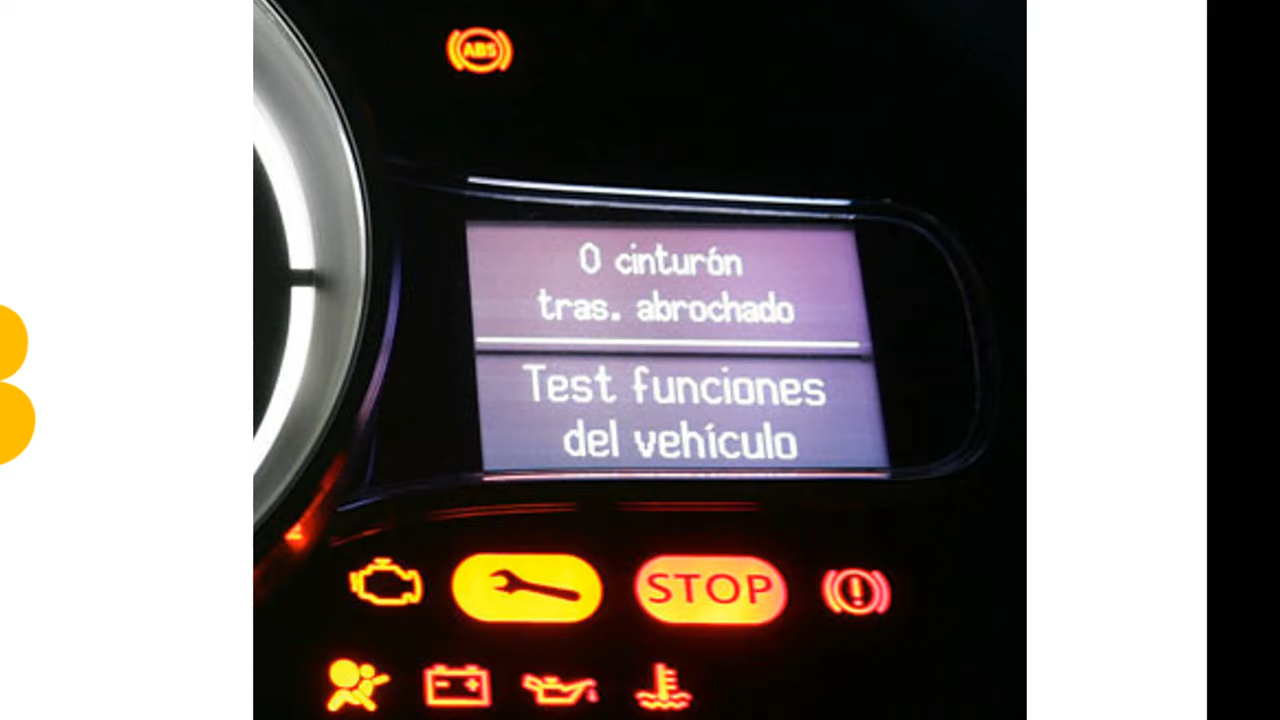 ABS
0 cinturón
tras. abrochado
Test funciones
del vehículo
STOP